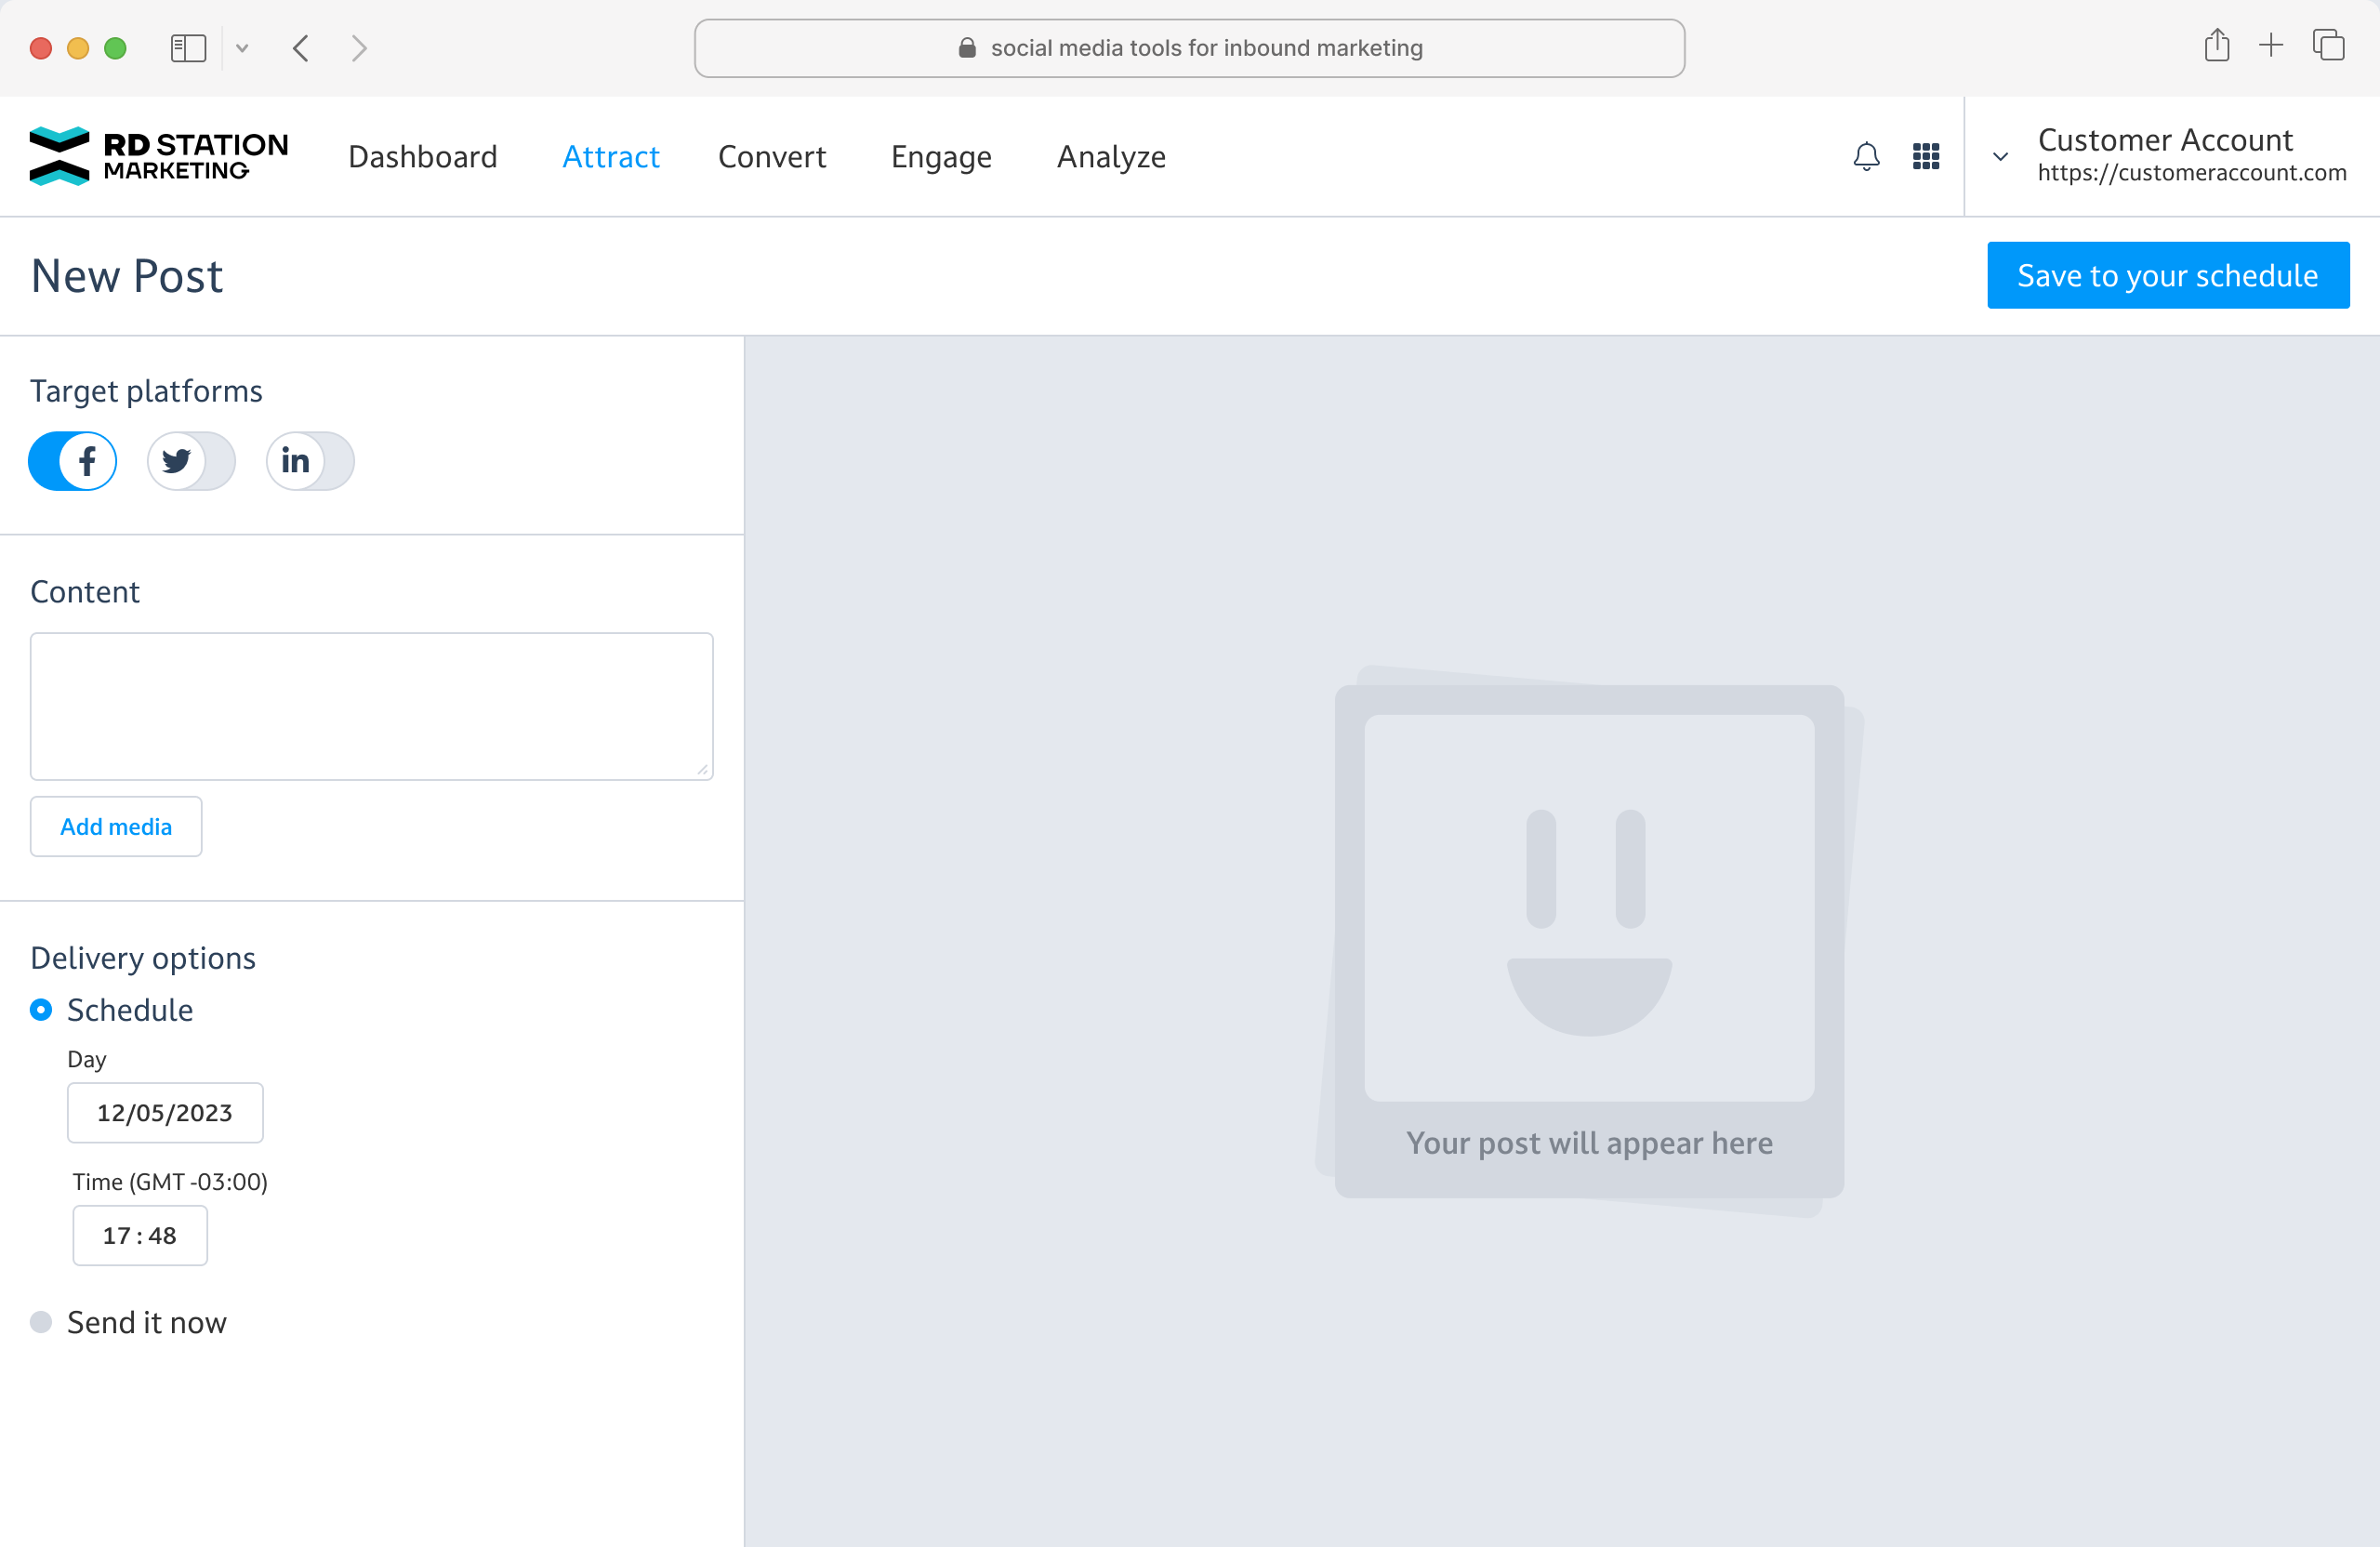 social media tools for inbound marketing
RD STATION
MARKETING
Dashboard
Attract
Convert
Engage
Analyze
Customer Account
https://customeraccount.com
New Post
Save to your schedule
Target platforms
f
in
Content
Add media
Delivery options
Schedule
Day
12/05/2023
Time (GMT -03:00)
17 : 48
Send it now
Your post will appear here